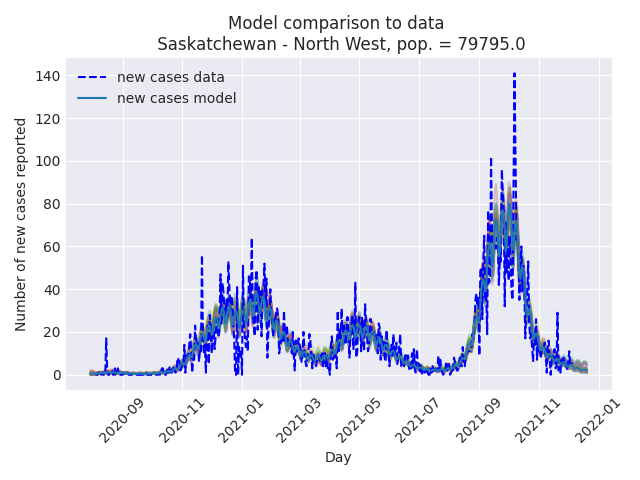 Model comparison to data
Saskatchewan - North West, pop. = 79795.0
new cases data
new cases model
Number of new cases reported
140
120
100
80
60
40
20
0
2020-09
2020-11
2021-01
2021-03
2021-05
2021-07
2021-09
2021-11
2022-01
Day